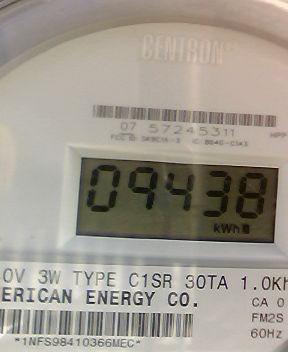 CENTRON
07 57245311
09438
kWh
0V 3W TYPE C1SR 30TA 1.0Kh
ERICAN ENERGY CO.
CA 0
FM2S
60Hz
*1NFS98410366MEC*